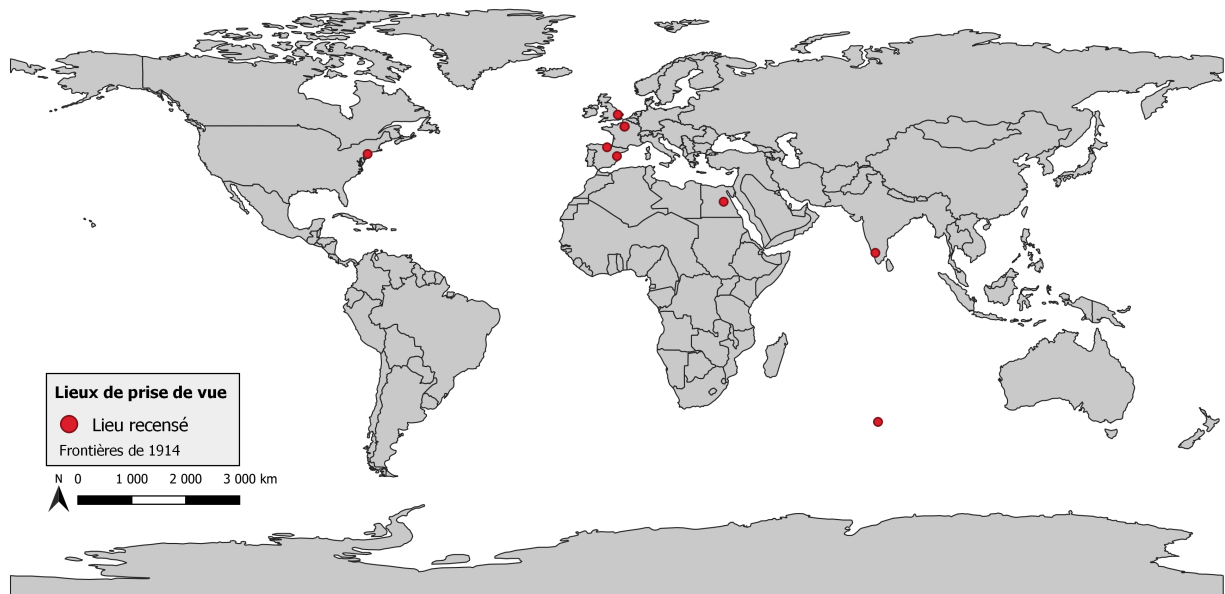 Lieux de prise de vue
Lieu recensé
Frontières de 1914
N 0 1 000 2 000 3 000 km